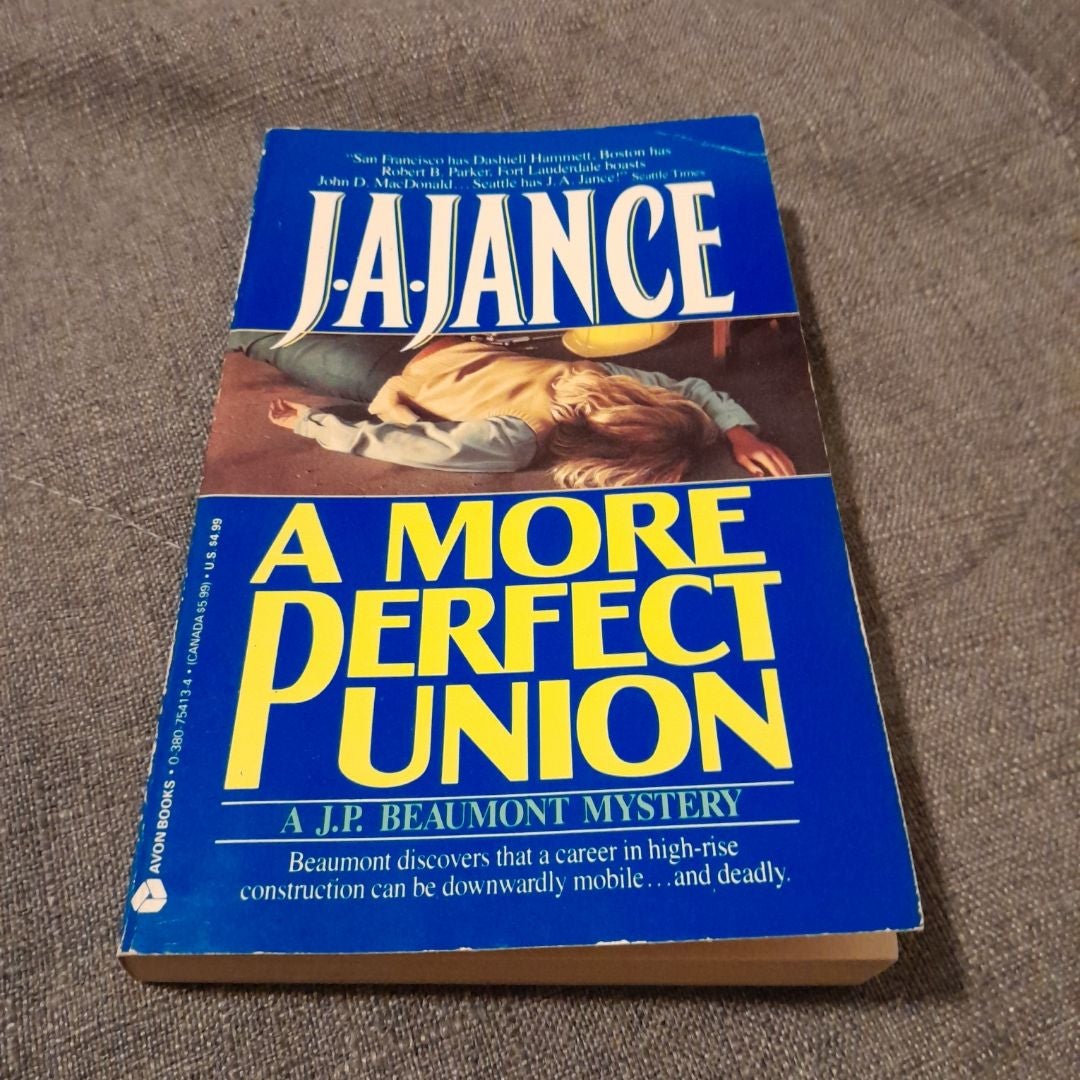 "San Francisco has Dashiell Hammett, Boston has
Robert B. Parker, Fort Lauderdale boasts
John D. MacDonald... Seattle has J. A. Jance!" Seattle Times
J.A.JANCE
A MORE
PERFECT
UNION
A J.P. BEAUMONT MYSTERY
Beaumont discovers that a career in high-rise
construction can be downwardly mobile...and deadly.
AVON BOOKS • 0-380-75413-4 • (CANADA $5.99) • U.S. $4.99